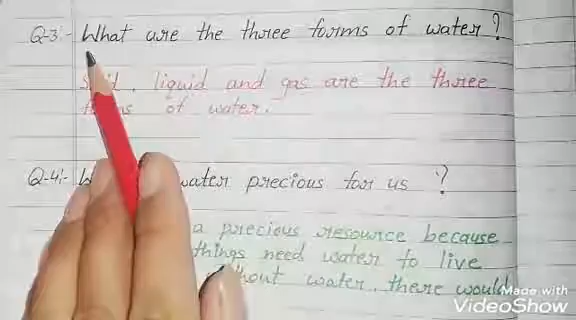 Q-3:- What are the three forms of water?
liquid and gas are the three
of water.
Q-4:- water precious for us ?
a precious resource because
things need water to live
water, there would
Made with
VideoShow